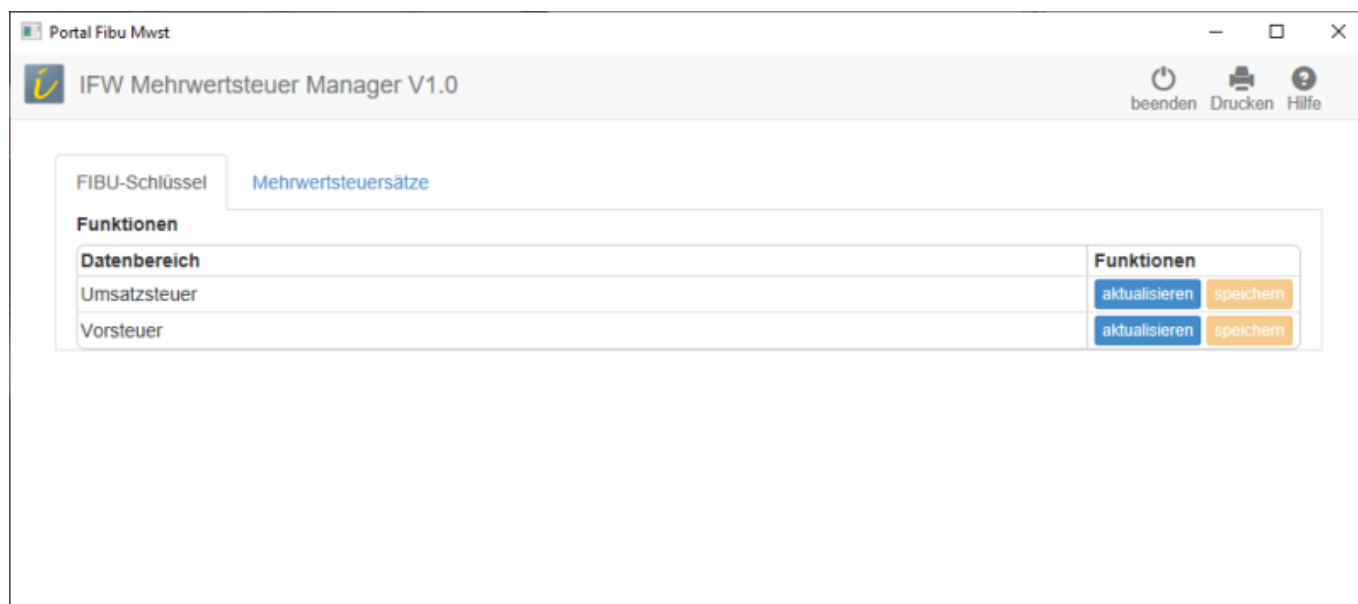 Portal Fibu Mwst
IFW Mehrwertsteuer Manager V1.0
beenden Drucken Hilfe
FIBU-Schlüssel Mehrwertsteuersätze
Funktionen
Datenbereich Funktionen
Umsatzsteuer aktualisieren speichern
Vorsteuer aktualisieren speichern